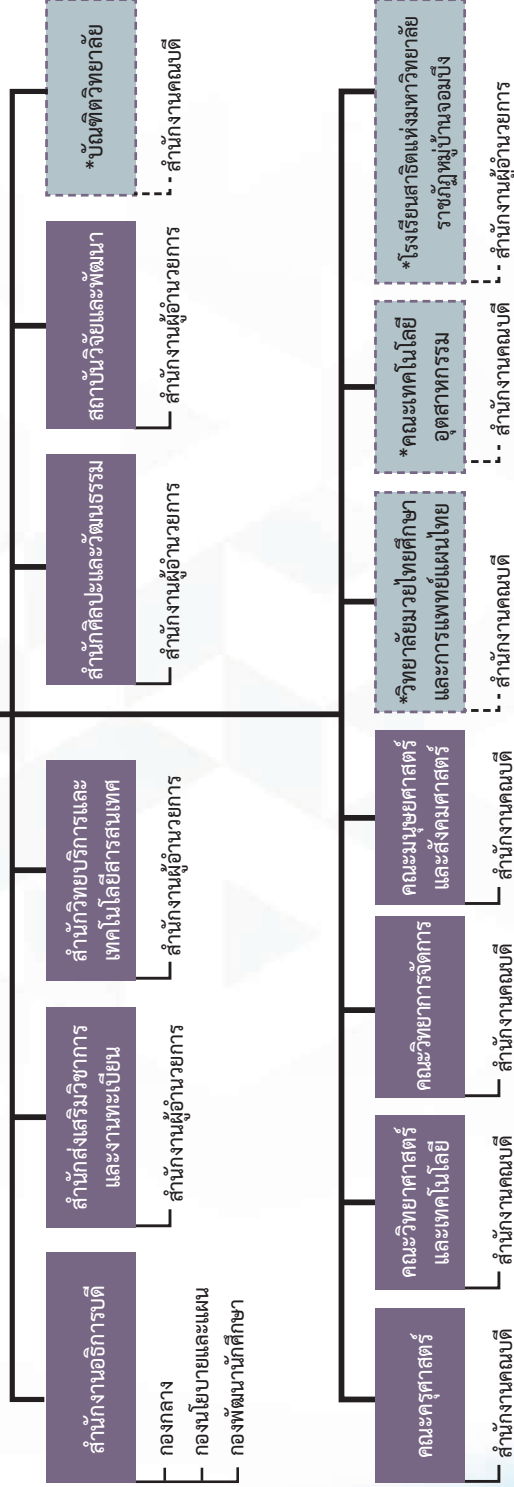 สำนักงานอธิการบดี
กองกลาง
กองนโยบายและแผน
กองพัฒนานักศึกษา
สำนักส่งเสริมวิชาการ
และงานทะเบียน
สำนักงานผู้อำนวยการ
สำนักวิทยบริการและ
เทคโนโลยีสารสนเทศ
สำนักงานผู้อำนวยการ
สำนักศิลปะและวัฒนธรรม
สำนักงานผู้อำนวยการ
สถาบันวิจัยและพัฒนา
สำนักงานผู้อำนวยการ
*บัณฑิตวิทยาลัย
สำนักงานคณบดี
คณะครุศาสตร์
สำนักงานคณบดี
คณะวิทยาศาสตร์
และเทคโนโลยี
สำนักงานคณบดี
คณะวิทยาการจัดการ
สำนักงานคณบดี
คณะมนุษยศาสตร์
และสังคมศาสตร์
สำนักงานคณบดี
*วิทยาลัยมวยไทยศึกษา
และการแพทย์แผนไทย
สำนักงานคณบดี
*คณะเทคโนโลยี
อุตสาหกรรม
สำนักงานคณบดี
*โรงเรียนสาธิตแห่งมหาวิทยาลัย
ราชภัฏหมู่บ้านจอมบึง
สำนักงานผู้อำนวยการ